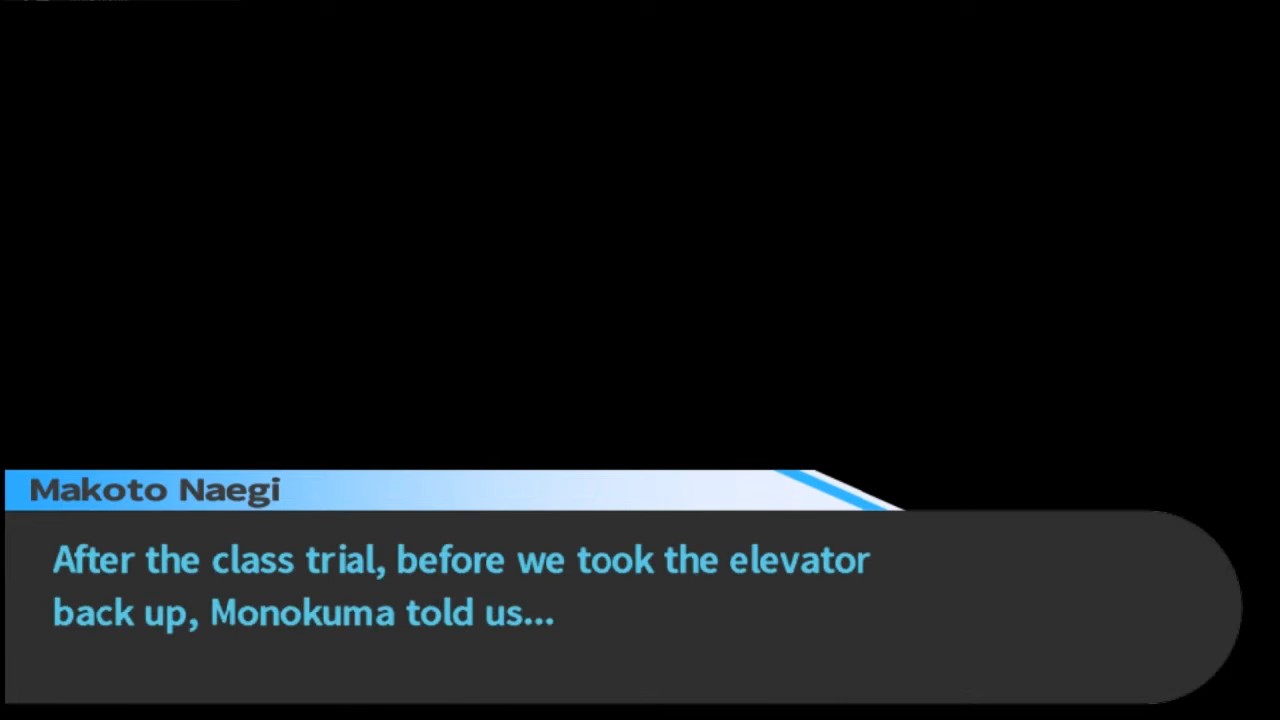 Makoto Naegi
After the class trial, before we took the elevator
back up, Monokuma told us...